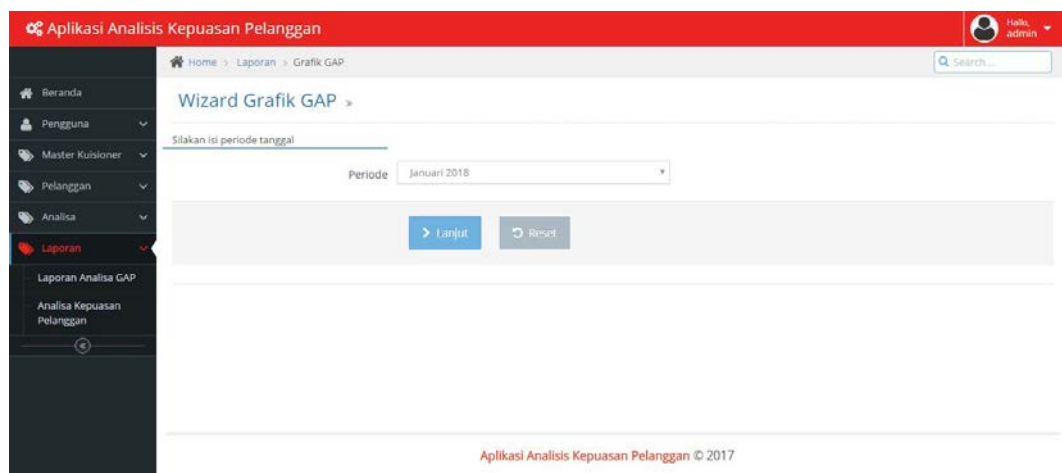 Aplikasi Analisis Kepuasan Pelanggan
Hallo,
admin
Home > Laporan > Grafik GAP
Search ...
Beranda
Pengguna
Master Kuisioner
Pelanggan
Analisa
Laporan
Laporan Analisa GAP
Analisa Kepuasan
Pelanggan
Wizard Grafik GAP »
Silakan isi periode tanggal
Periode
Januari 2018
Lanjut
Reset
Aplikasi Analisis Kepuasan Pelanggan © 2017